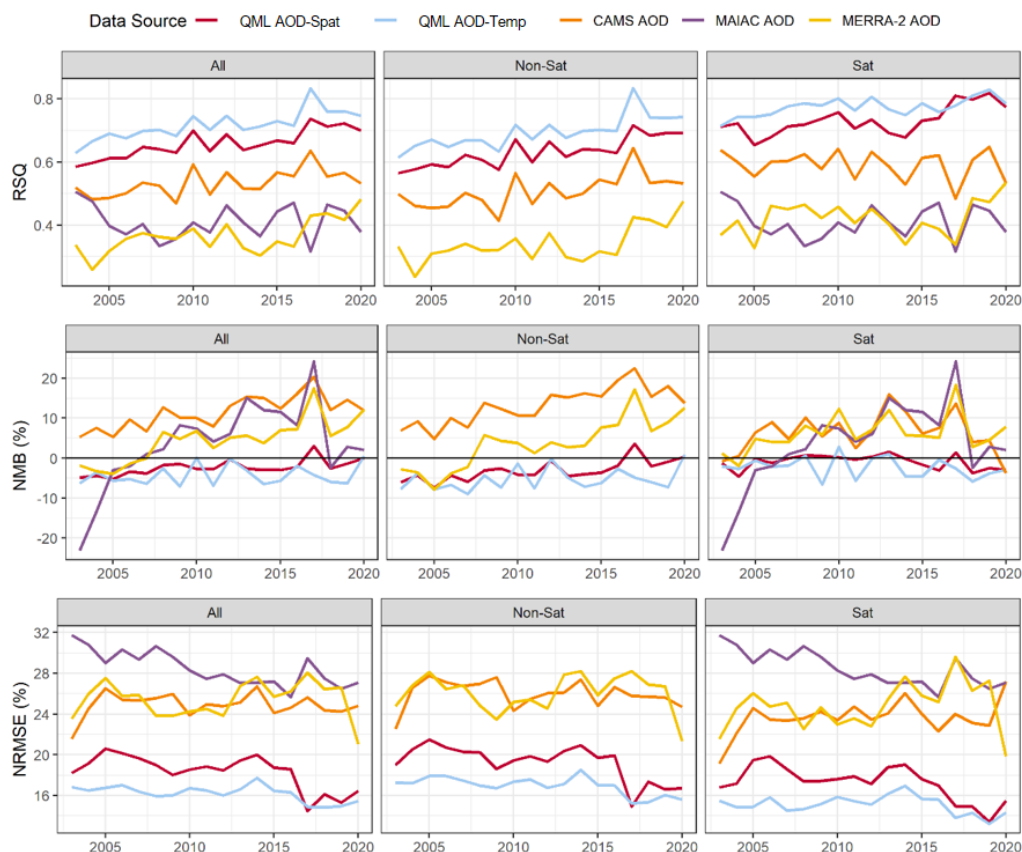 Data Source QML AOD-Spat QML AOD-Temp CAMS AOD MAIAC AOD MERRA-2 AOD
All Non-Sat Sat
RSQ
0.8
0.6
0.4
2005 2010 2015 2020 2005 2010 2015 2020 2005 2010 2015 2020
All Non-Sat Sat
NMB (%)
20
10
0
-10
-20
2005 2010 2015 2020 2005 2010 2015 2020 2005 2010 2015 2020
All Non-Sat Sat
NRMSE (%)
32
28
24
20
16
2005 2010 2015 2020 2005 2010 2015 2020 2005 2010 2015 2020